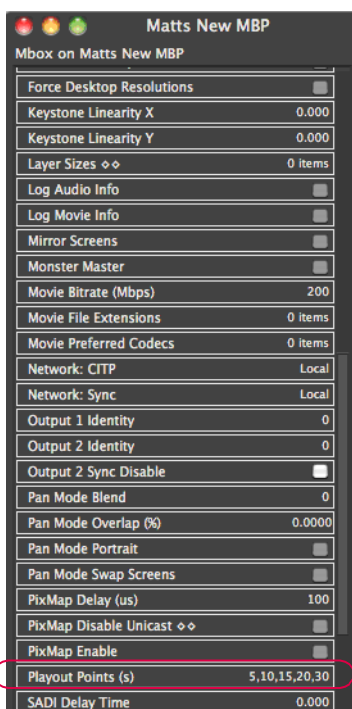 Matts New MBP
Mbox on Matts New MBP
Force Desktop Resolutions
Keystone Linearity X 0.000
Keystone Linearity Y 0.000
Layer Sizes ◇◇ 0 items
Log Audio Info
Log Movie Info
Mirror Screens
Monster Master
Movie Bitrate (Mbps) 200
Movie File Extensions 0 items
Movie Preferred Codecs 0 items
Network: CITP Local
Network: Sync Local
Output 1 Identity 0
Output 2 Identity 0
Output 2 Sync Disable
Pan Mode Blend 0
Pan Mode Overlap (%) 0.0000
Pan Mode Portrait
Pan Mode Swap Screens
PixMap Delay (us) 100
PixMap Disable Unicast ◇◇
PixMap Enable
Playout Points (s) 5,10,15,20,30
SADI Delay Time 0.000